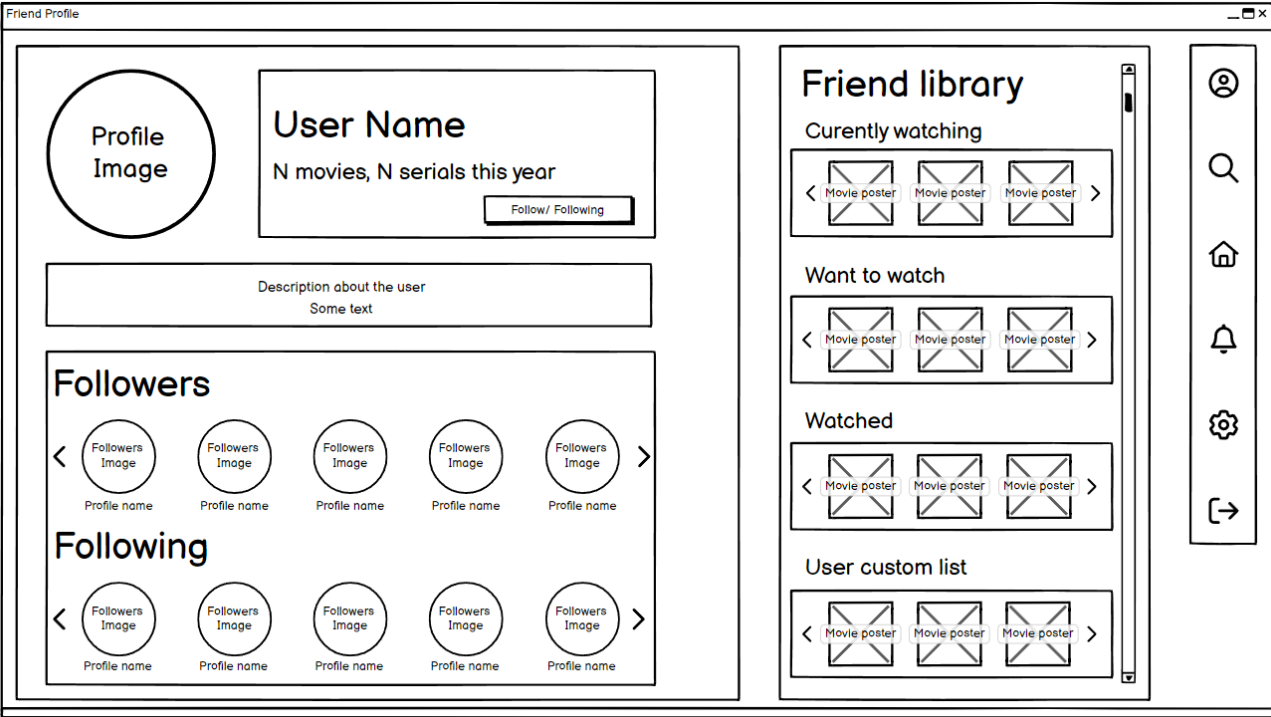 Friend Profile
Profile
Image
User Name
N movies, N serials this year
Follow/ Following
Description about the user
Some text
Followers
Followers Image
Followers Image
Followers Image
Followers Image
Followers Image
Profile name
Profile name
Profile name
Profile name
Profile name
Following
Followers Image
Followers Image
Followers Image
Followers Image
Followers Image
Profile name
Profile name
Profile name
Profile name
Profile name
Friend library
Curently watching
Movie poster
Movie poster
Movie poster
Want to watch
Movie poster
Movie poster
Movie poster
Watched
Movie poster
Movie poster
Movie poster
User custom list
Movie poster
Movie poster
Movie poster